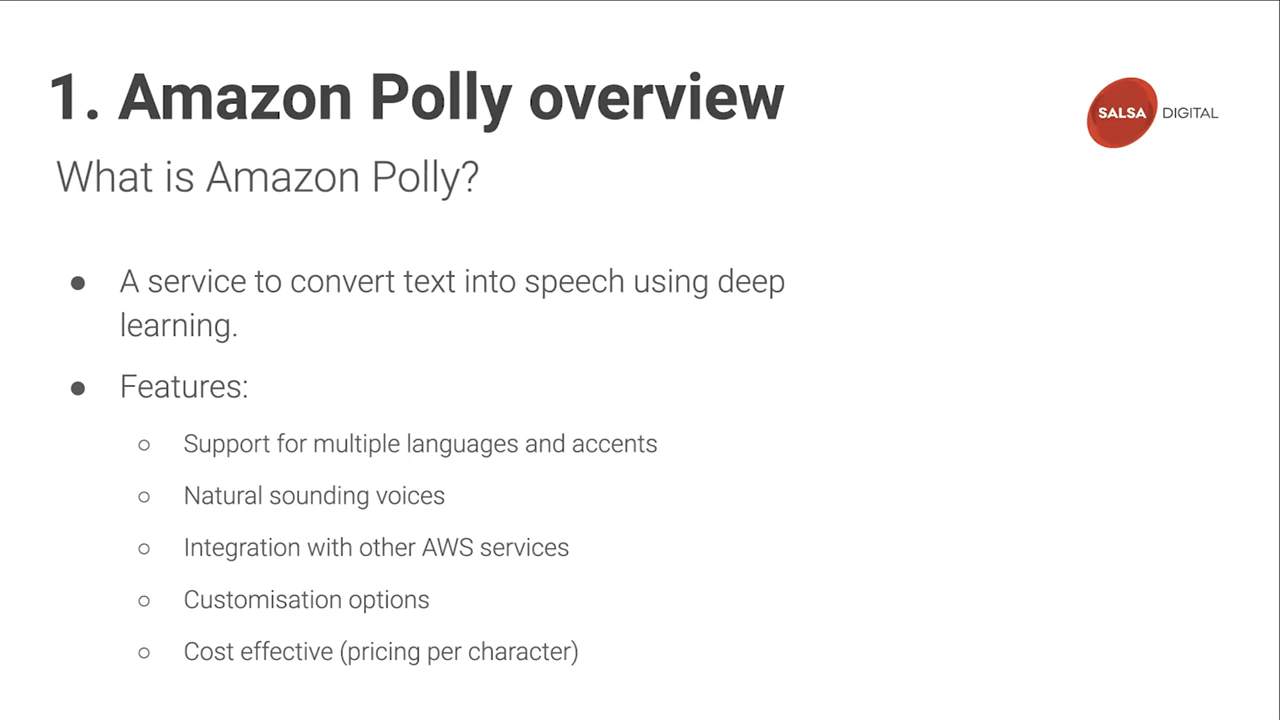 1. Amazon Polly overview
SALSA DIGITAL
What is Amazon Polly?
● A service to convert text into speech using deep
learning.
● Features:
○ Support for multiple languages and accents
○ Natural sounding voices
○ Integration with other AWS services
○ Customisation options
○ Cost effective (pricing per character)